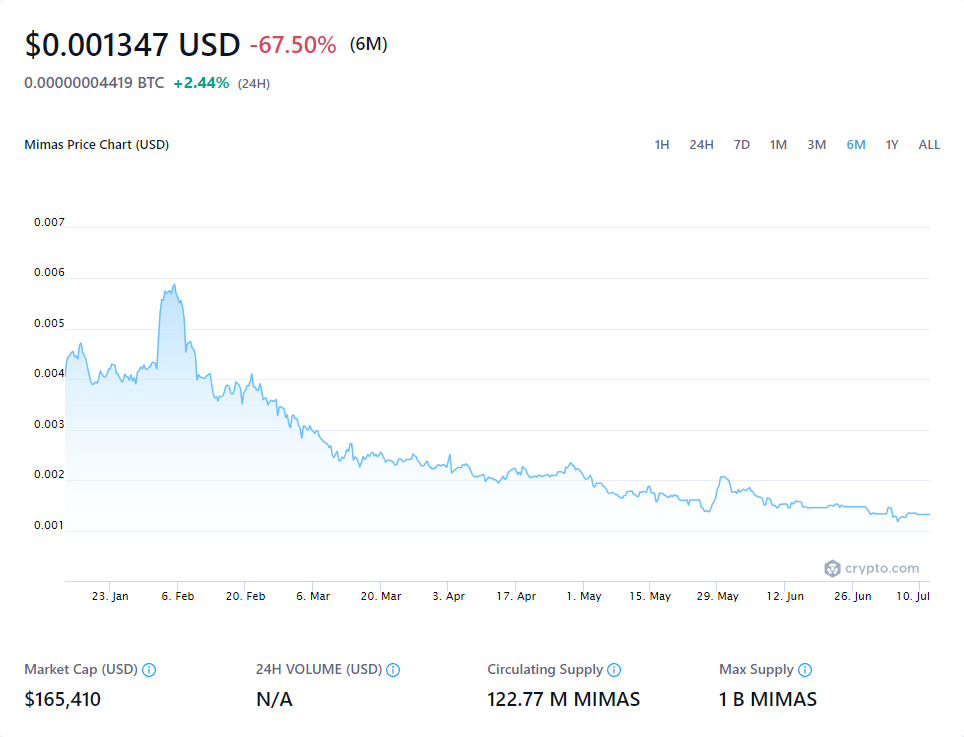 $0.001347 USD -67.50% (6M)
0.00000004419 BTC +2.44% (24H)
Mimas Price Chart (USD) 1H 24H 7D 1M 3M 6M 1Y ALL
0.007
0.006
0.005
0.004
0.003
0.002
0.001
crypto.com
23. Jan 6. Feb 20. Feb 6. Mar 20. Mar 3. Apr 17. Apr 1. May 15. May 29. May 12. Jun 26. Jun 10. Jul
Market Cap (USD) 24H VOLUME (USD) Circulating Supply Max Supply
$165,410 N/A 122.77 M MIMAS 1 B MIMAS